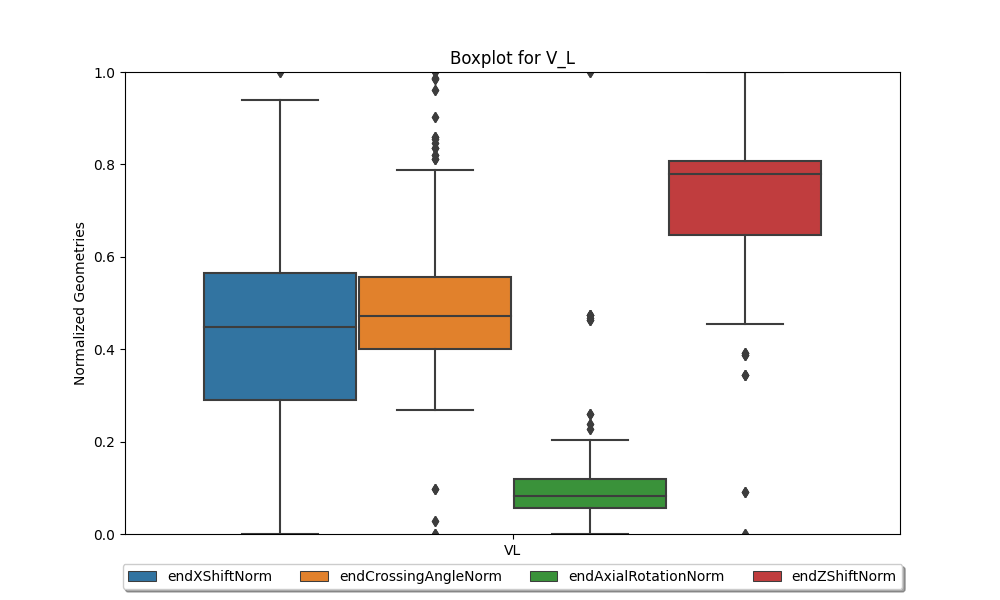 Boxplot for V_L
Normalized Geometries
1.0
0.8
0.6
0.4
0.2
0.0
VL
endXShiftNorm endCrossingAngleNorm endAxialRotationNorm endZShiftNorm